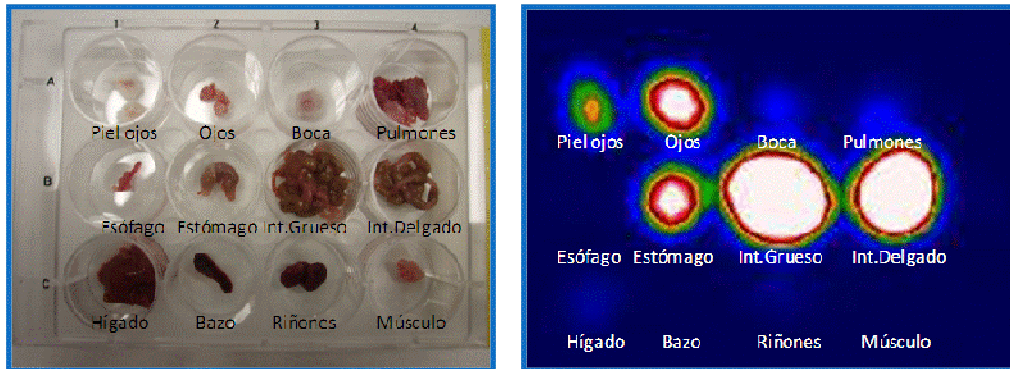 1 2 3 4
A
Piel ojos Ojos Boca Pulmones
B
Esófago Estómago Int.Grueso Int.Delgado
C
Hígado Bazo Riñones Músculo
Piel ojos Ojos Boca Pulmones
Esófago Estómago Int.Grueso Int.Delgado
Hígado Bazo Riñones Músculo